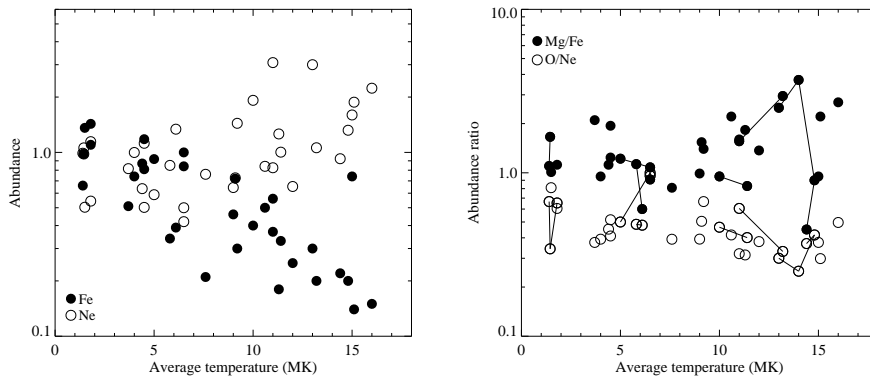 Abundance
1.0
0.1
Fe
Ne
0
5
10
15
Average temperature (MK)
Abundance ratio
10.0
1.0
0.1
Mg/Fe
O/Ne
0
5
10
15
Average temperature (MK)